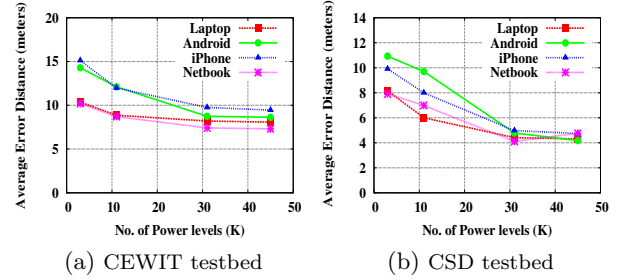 Average Error Distance (meters)
20
15
10
5
0
Laptop
Android
iPhone
Netbook
0 10 20 30 40 50
No. of Power levels (K)
(a) CEWIT testbed
Average Error Distance (meters)
14
12
10
8
6
4
2
0
Laptop
Android
iPhone
Netbook
0 10 20 30 40 50
No. of Power levels (K)
(b) CSD testbed